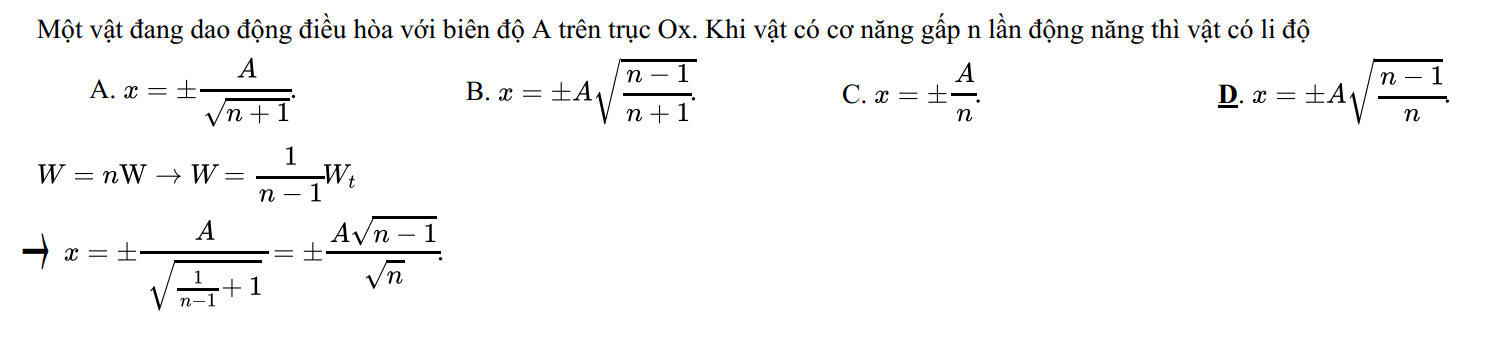 Một vật đang dao động điều hòa với biên độ A trên trục Ox. Khi vật có cơ năng gấp n lần động năng thì vật có li độ
A. $x = \pm\frac{A}{\sqrt{n+1}}$. B. $x = \pm A\sqrt{\frac{n-1}{n+1}}$. C. $x = \pm\frac{A}{n}$. D. $x = \pm A\sqrt{\frac{n-1}{n}}$.
$W = n\mathrm{W} \rightarrow W = \frac{1}{n-1}W_t$
➞ $x = \pm\frac{A}{\sqrt{\frac{1}{n-1}+1}} = \pm\frac{A\sqrt{n-1}}{\sqrt{n}}$.